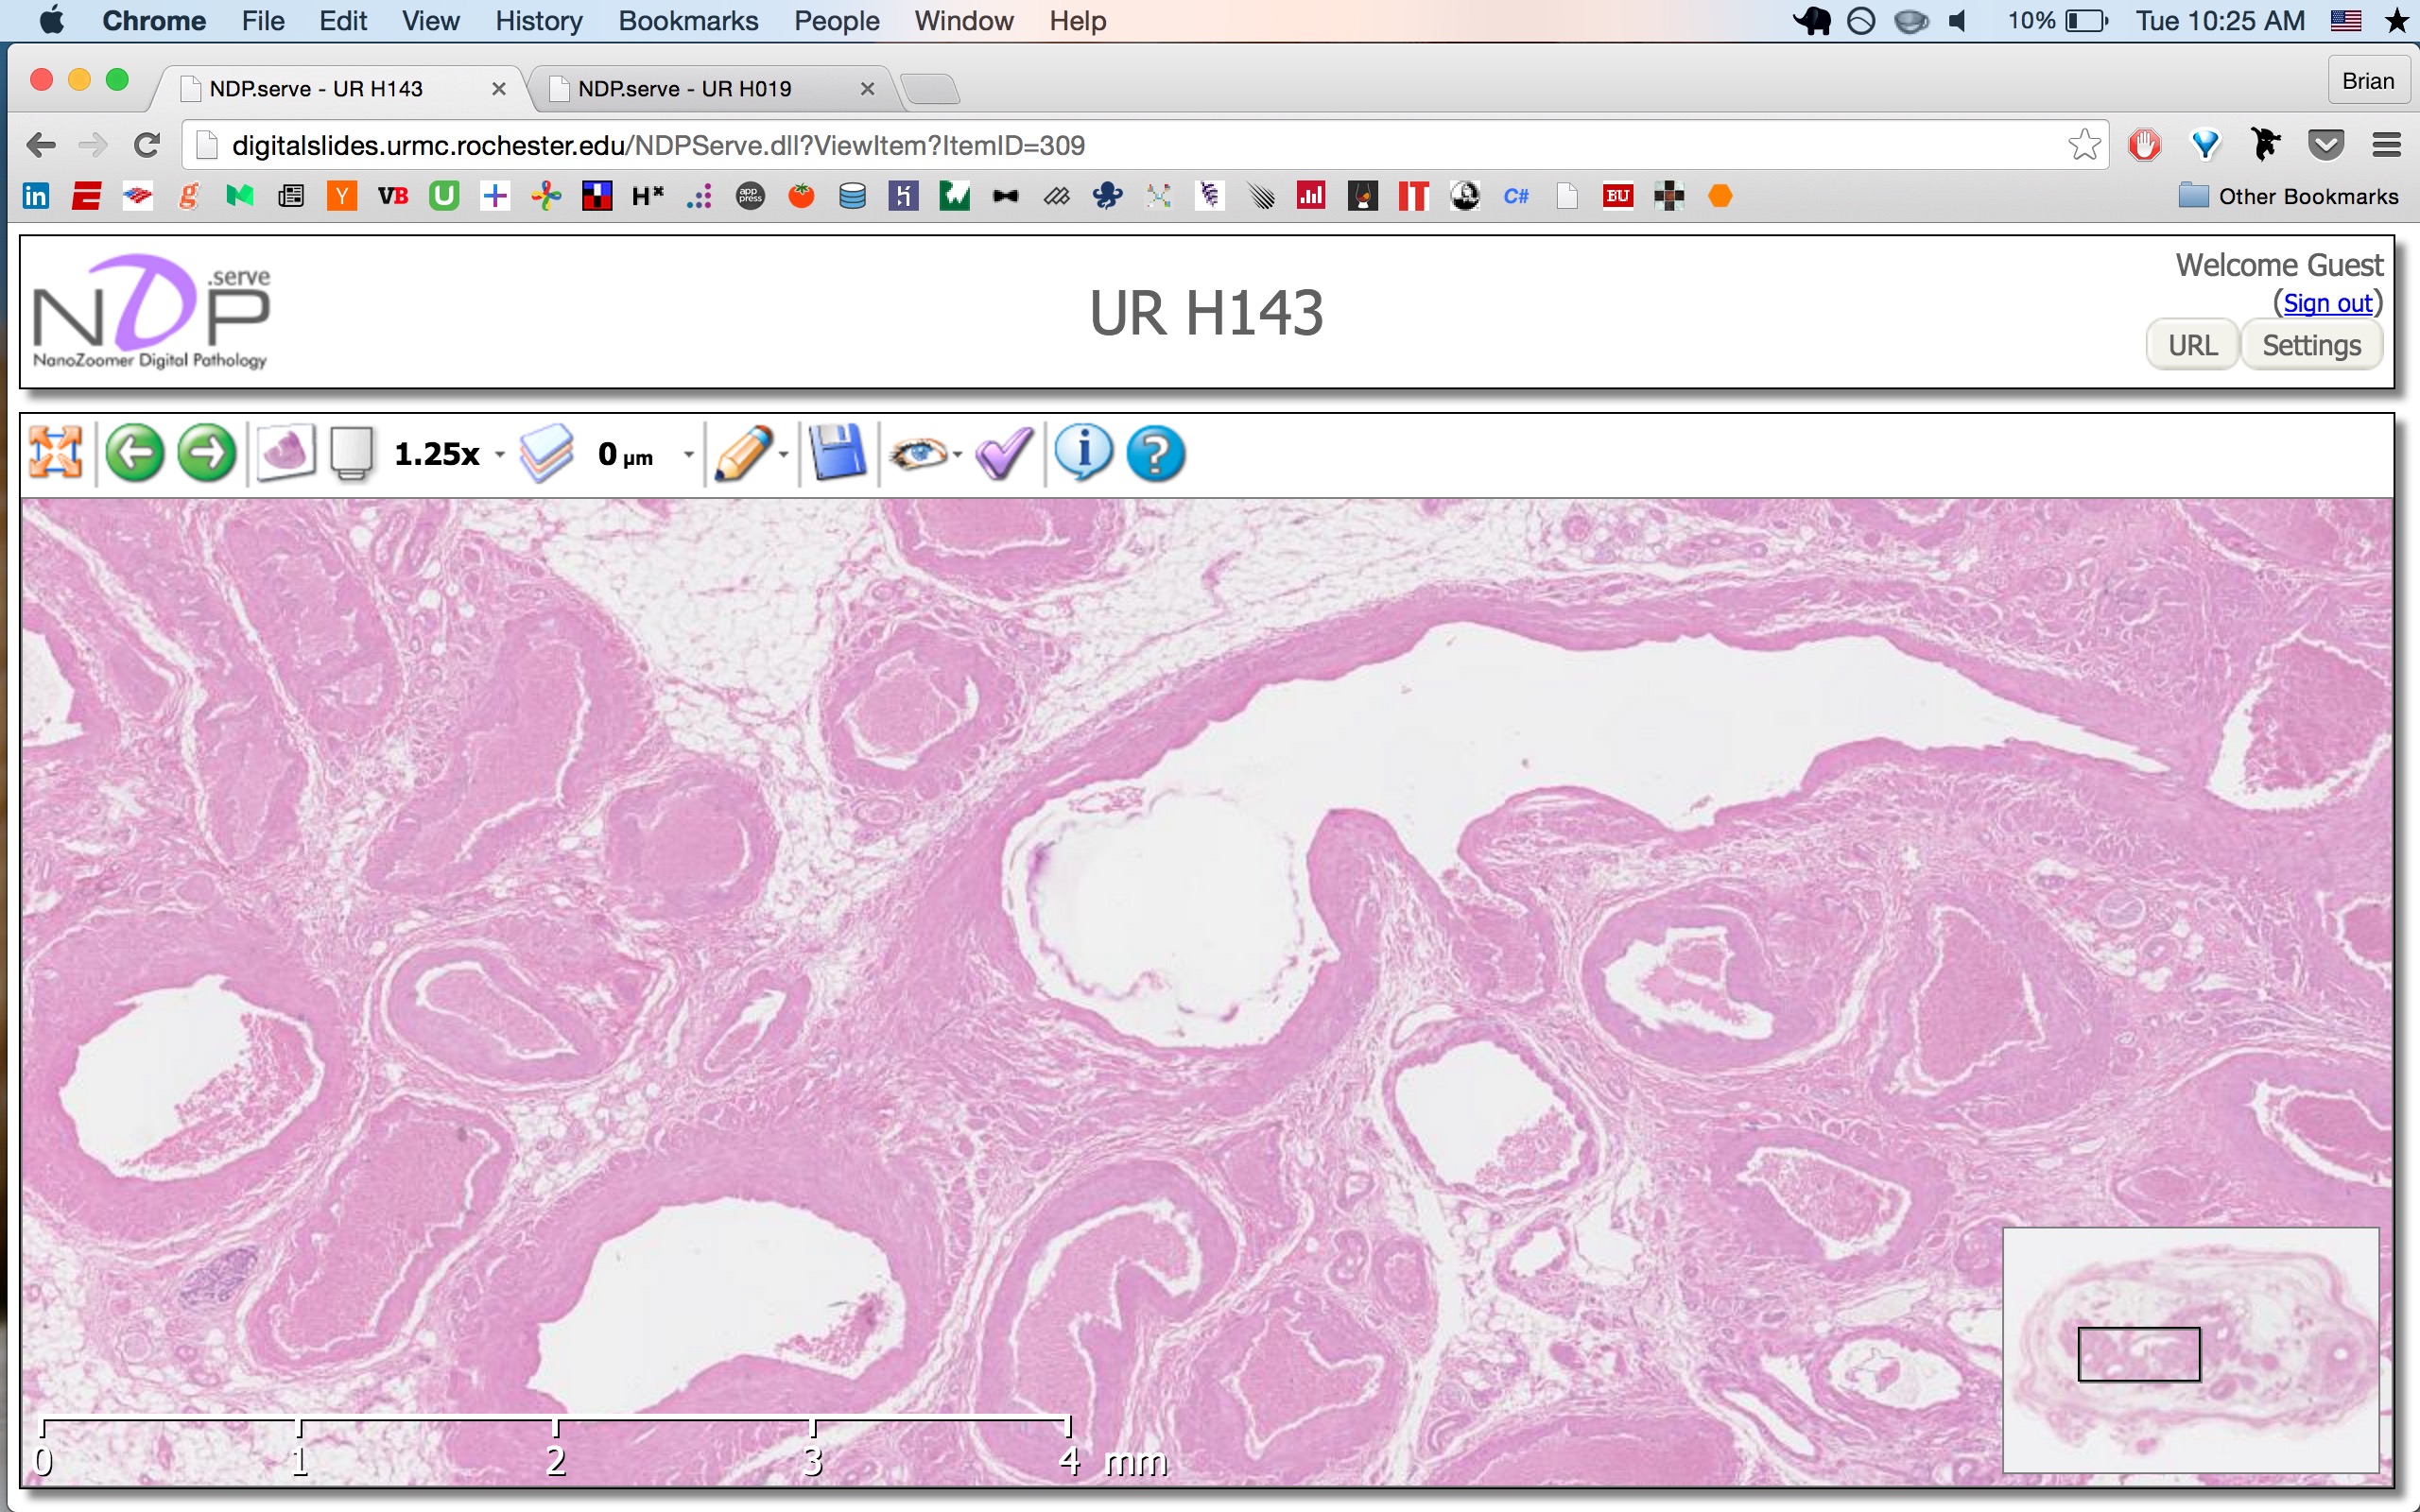 Chrome File Edit View History Bookmarks People Window Help 10% Tue 10:25 AM
NDP.serve - UR H143 NDP.serve - UR H019 Brian
digitalslides.urmc.rochester.edu/NDPServe.dll?ViewItem?ItemID=309
in E g Y VB U H app press IT C# BU Other Bookmarks
NDP .serve
NanoZoomer Digital Pathology
UR H143
Welcome Guest
(Sign out)
URL Settings
1.25x 0 µm
0 1 2 3 4 mm